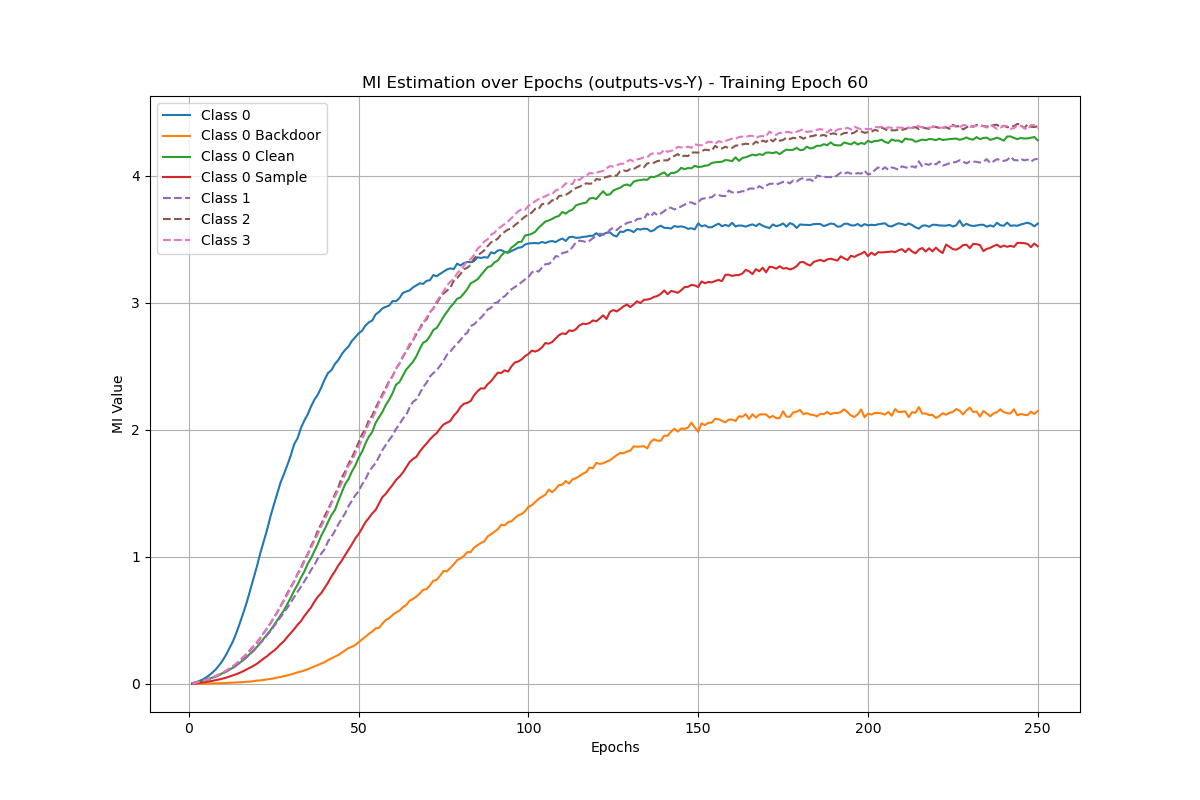 MI Estimation over Epochs (outputs-vs-Y) - Training Epoch 60
Class 0
Class 0 Backdoor
Class 0 Clean
Class 0 Sample
Class 1
Class 2
Class 3
MI Value
4
3
2
1
0
0 50 100 150 200 250
Epochs